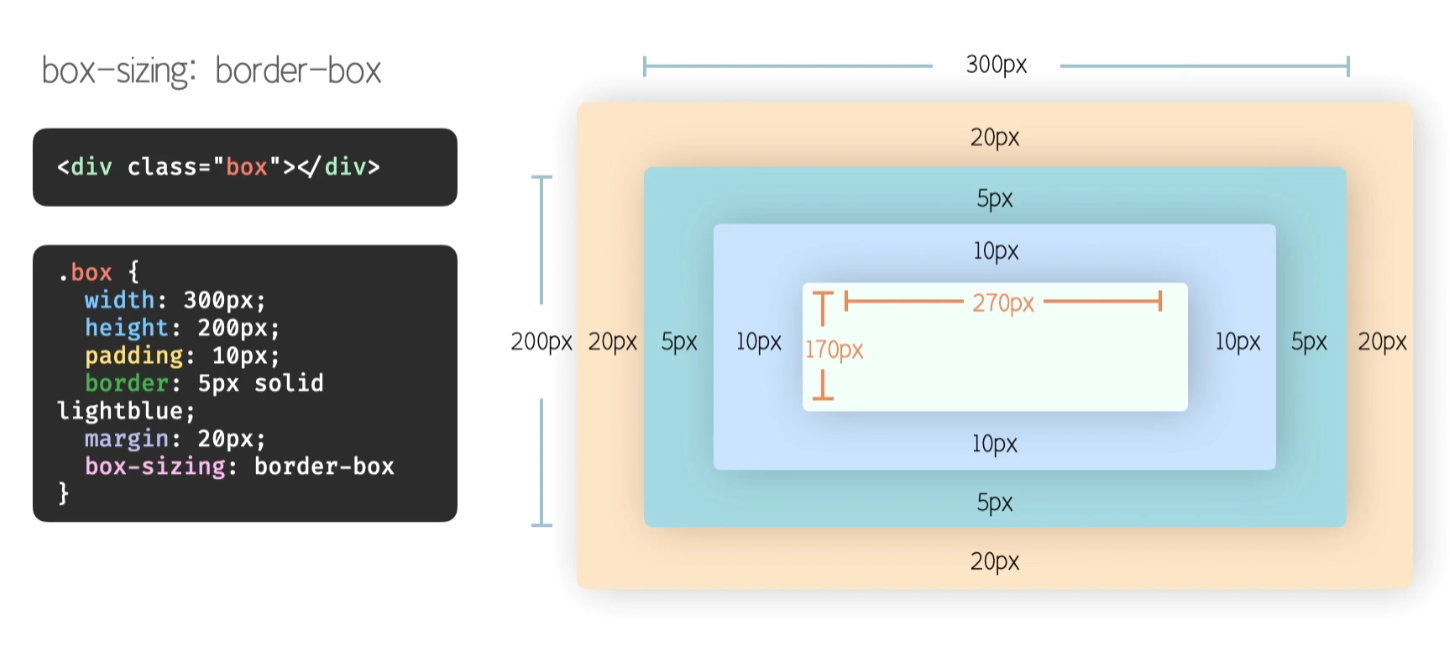 box-sizing: border-box
<div class="box"></div>
.box {
  width: 300px;
  height: 200px;
  padding: 10px;
  border: 5px solid
lightblue;
  margin: 20px;
  box-sizing: border-box
}
300px
20px
5px
10px
270px
200px 20px 5px 10px 170px 10px 5px 20px
10px
5px
20px